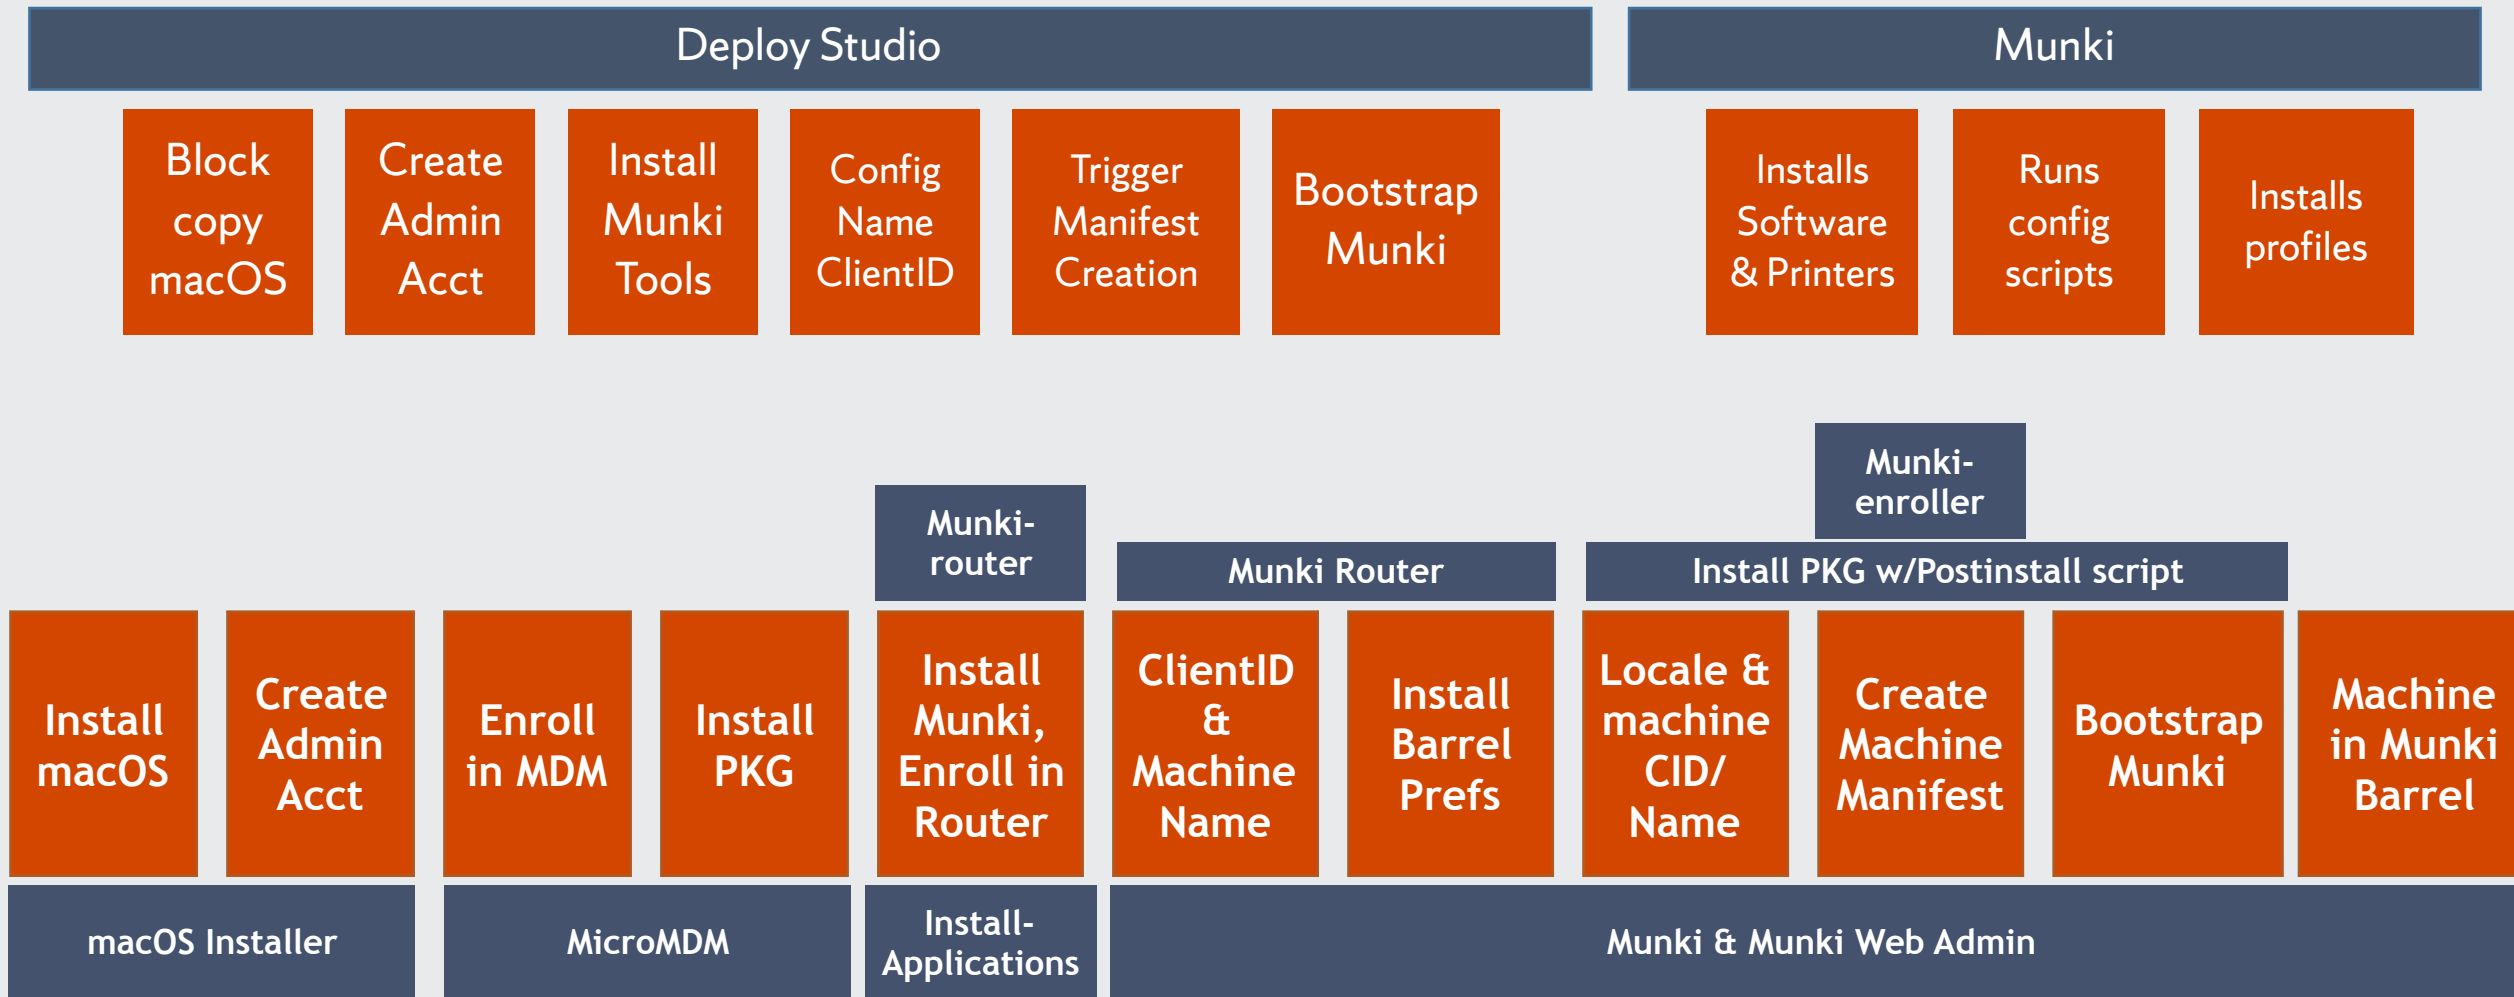 Deploy Studio
Munki
Block
copy
macOS
Create
Admin
Acct
Install
Munki
Tools
Config
Name
ClientID
Trigger
Manifest
Creation
Bootstrap
Munki
Installs
Software
& Printers
Runs
config
scripts
Installs
profiles
Munki-
router
Munki Router
Munki-
enroller
Install PKG w/Postinstall script
Install
macOS
Create
Admin
Acct
Enroll
in MDM
Install
PKG
Install
Munki,
Enroll in
Router
ClientID
&
Machine
Name
Install
Barrel
Prefs
Locale &
machine
CID/
Name
Create
Machine
Manifest
Bootstrap
Munki
Machine
in Munki
Barrel
macOS Installer
MicroMDM
Install-
Applications
Munki & Munki Web Admin